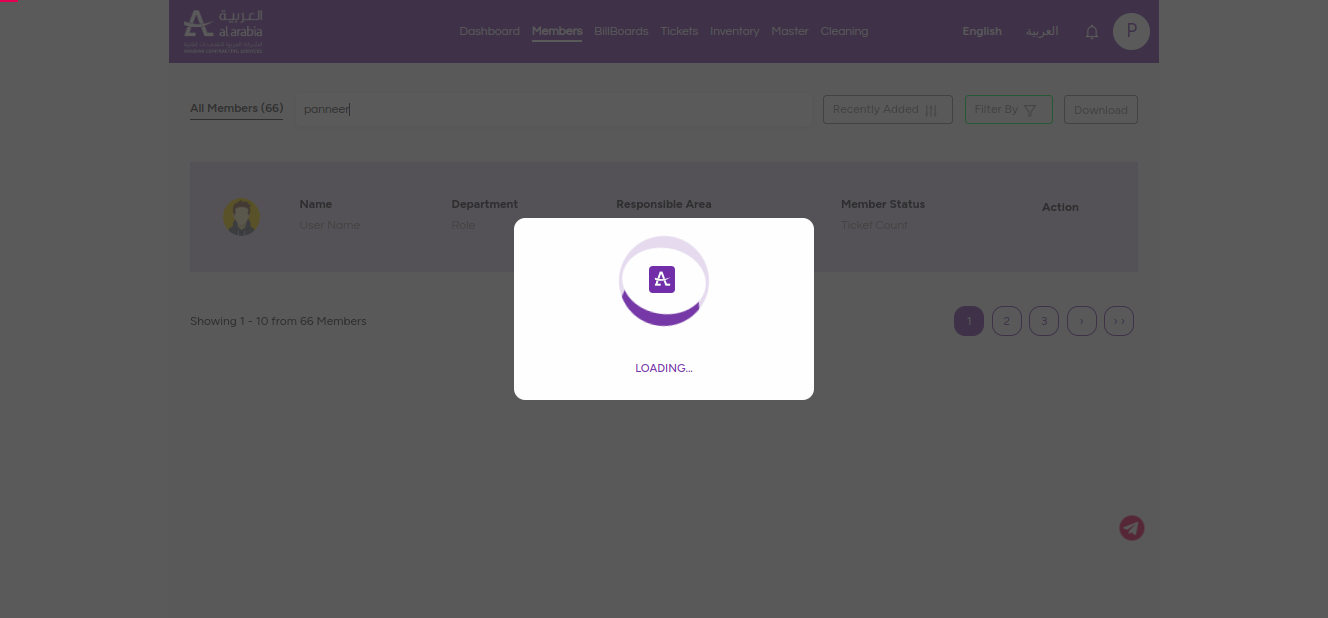 العربية
al arabia
Dashboard Members BillBoards Tickets Inventory Master Cleaning
English العربية P
All Members (66) panneer Recently Added Filter By Download
Name Department Responsible Area Member Status Action
User Name Role Ticket Count
LOADING...
Showing 1 - 10 from 66 Members 1 2 3 > >>